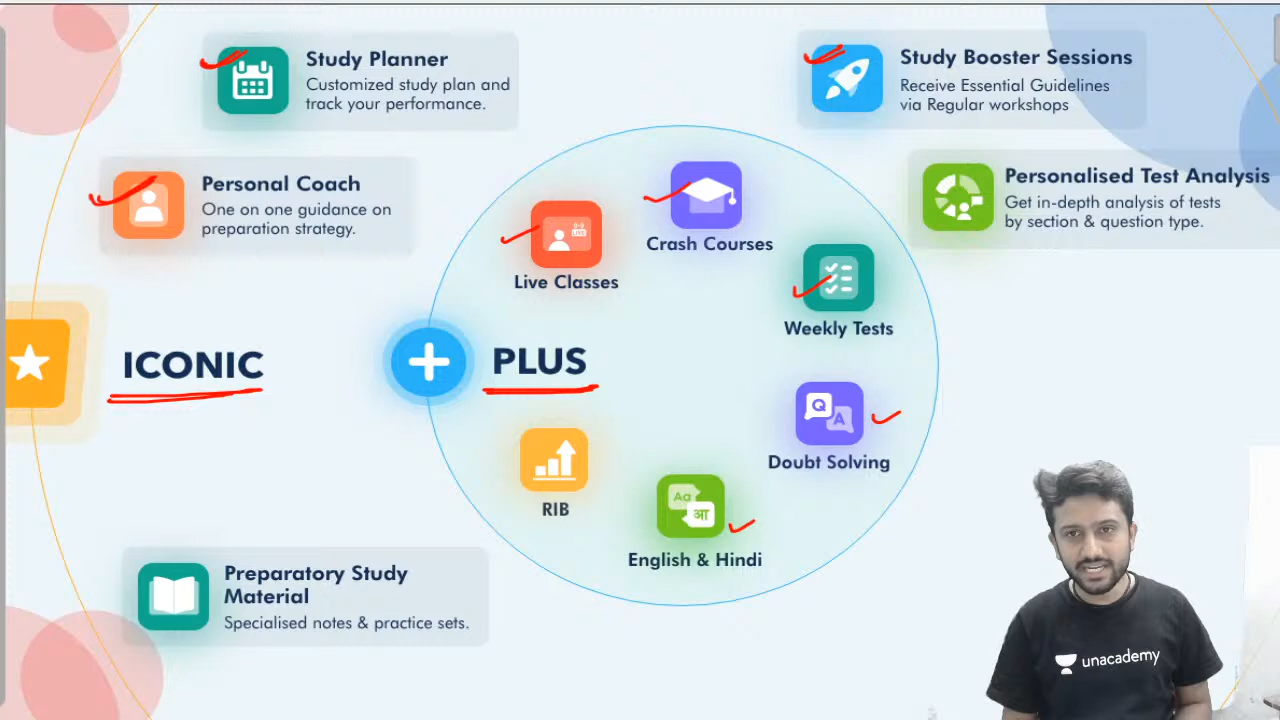 Study Planner
Customized study plan and
track your performance.
Study Booster Sessions
Receive Essential Guidelines
via Regular workshops
Personal Coach
One on one guidance on
preparation strategy.
Personalised Test Analysis
Get in-depth analysis of tests
by section & question type.
LIVE
Live Classes
Crash Courses
Weekly Tests
ICONIC
PLUS
Q
A
Doubt Solving
RIB
Aa
आ
English & Hindi
Preparatory Study
Material
Specialised notes & practice sets.
unacademy